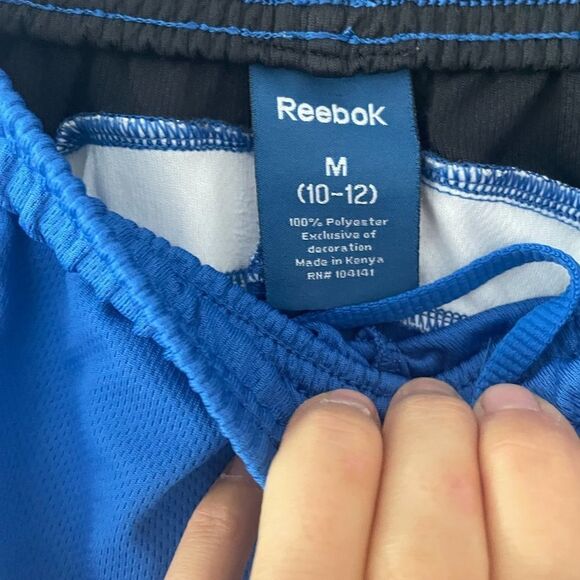 Reebok
M
(10-12)
100% Polyester
Exclusive of
decoration
Made in Kenya
RN# 104141